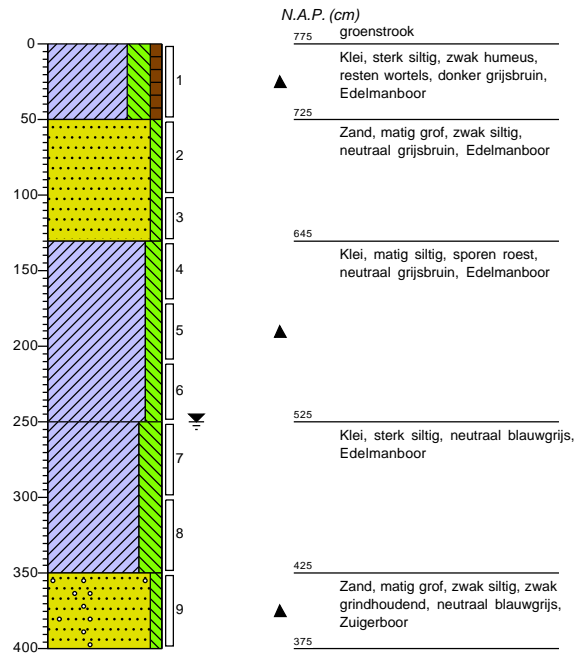 N.A.P. (cm)
0
775
groenstrook
1
Klei, sterk siltig, zwak humeus,
resten wortels, donker grijsbruin,
Edelmanboor
50
725
2
Zand, matig grof, zwak siltig,
neutraal grijsbruin, Edelmanboor
100
3
645
4
Klei, matig siltig, sporen roest,
neutraal grijsbruin, Edelmanboor
150
5
200
6
250
525
7
Klei, sterk siltig, neutraal blauwgrijs,
Edelmanboor
300
8
350
425
9
Zand, matig grof, zwak siltig, zwak
grindhoudend, neutraal blauwgrijs,
Zuigerboor
400
375